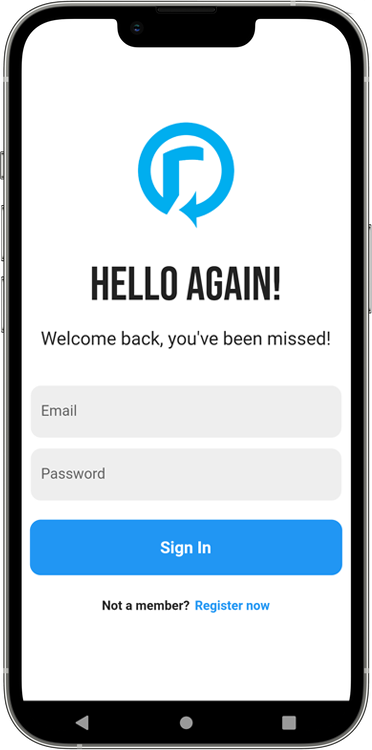 HELLO AGAIN!
Welcome back, you've been missed!
Email
Password
Sign In
Not a member? Register now